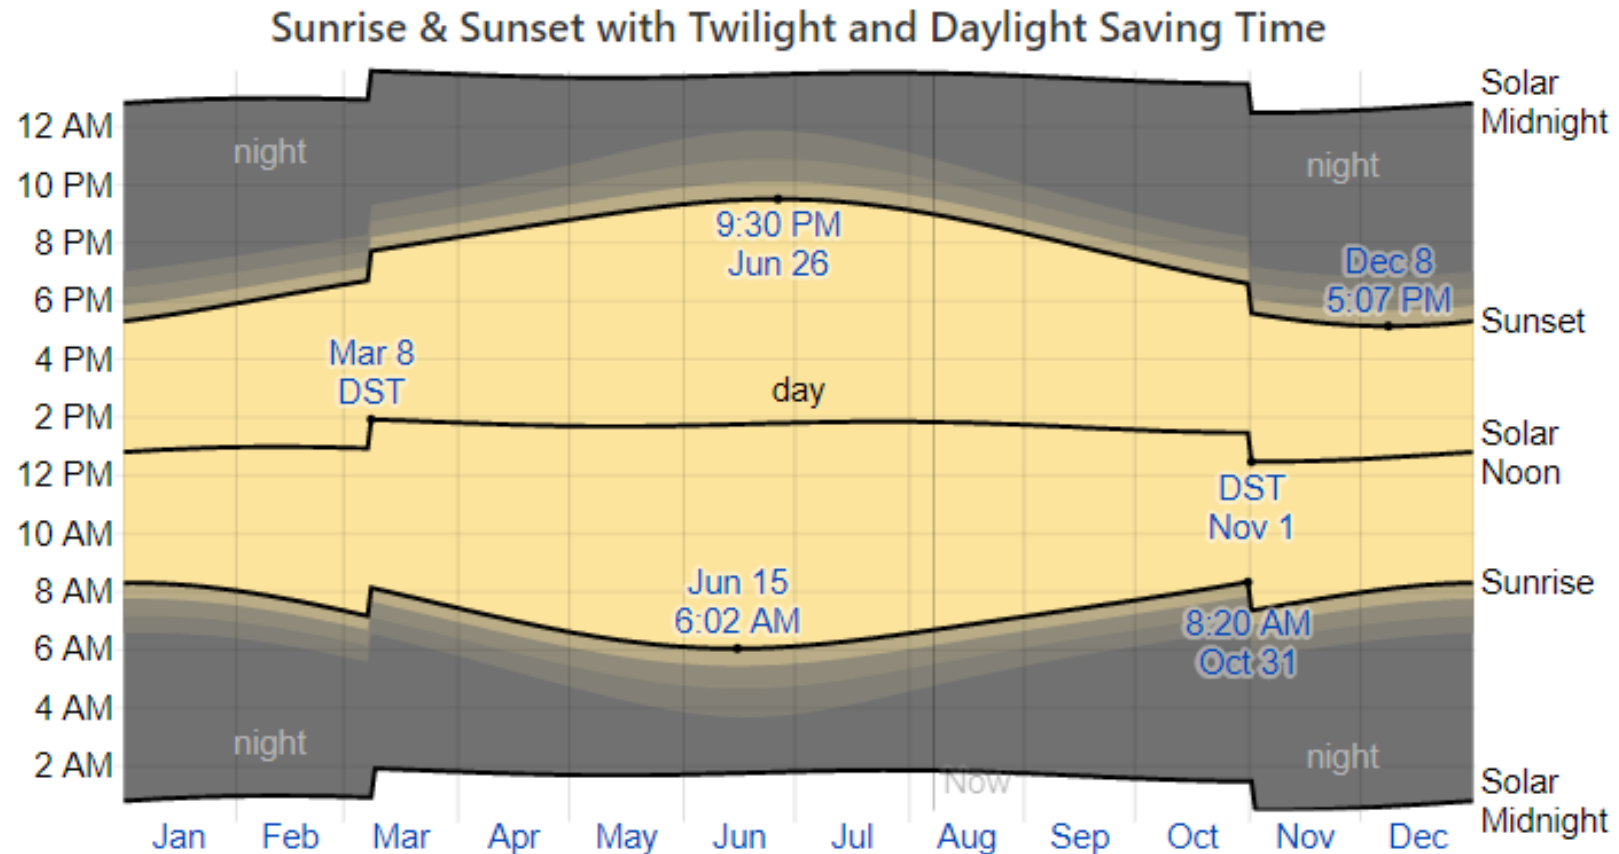 Sunrise & Sunset with Twilight and Daylight Saving Time
Solar
Midnight
12 AM
night
night
10 PM
9:30 PM
Jun 26
8 PM
Dec 8
5:07 PM
6 PM
Sunset
Mar 8
DST
4 PM
day
2 PM
Solar
Noon
12 PM
DST
Nov 1
10 AM
Jun 15
6:02 AM
8 AM
Sunrise
8:20 AM
Oct 31
6 AM
4 AM
night
night
2 AM
Now
Solar
Midnight
Jan Feb Mar Apr May Jun Jul Aug Sep Oct Nov Dec